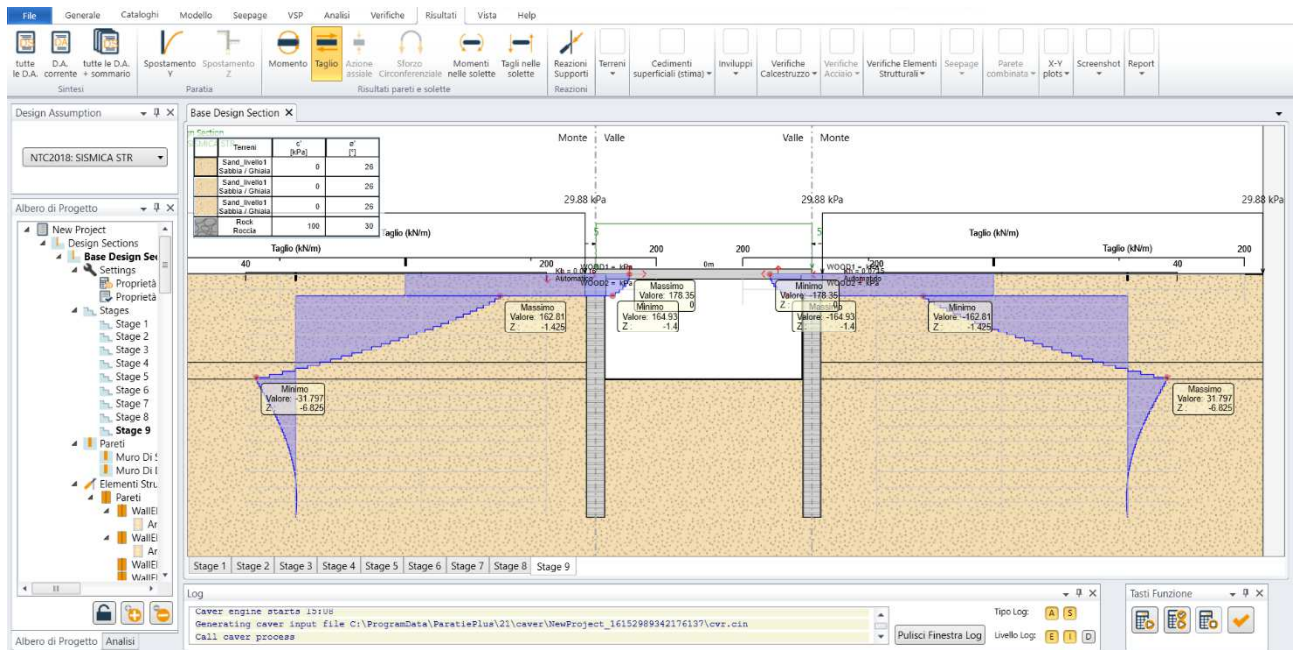 File Generale Cataloghi Modello Seepage VSP Analisi Verifiche Risultati Vista Help
tutte le D.A.
D.A. corrente
tutte le D.A. + sommario
Spostamento Y
Spostamento Z
Momento
Taglio
Azione assiale
Sforzo Circonferenziale
Momenti nelle solette
Tagli nelle solette
Reazioni Supporti
Terreni
Cedimenti superficiali (stima)
Inviluppi
Verifiche Calcestruzzo
Verifiche Acciaio
Verifiche Elementi Strutturali
Seepage
Parete combinata
X-Y plots
Screenshot
Report
Sintesi Paratia Risultati pareti e solette Reazioni
Design Assumption
NTC2018: SISMICA STR
Albero di Progetto
New Project
Design Sections
Base Design Sec
Settings
Proprietà
Proprietà
Stages
Stage 1
Stage 2
Stage 3
Stage 4
Stage 5
Stage 6
Stage 7
Stage 8
Stage 9
Pareti
Muro Di
Muro Di
Elementi Stru
Pareti
WallEl
Ar
WallEl
Ar
WallEl
WallEl
Albero di Progetto Analisi
Base Design Section
Terreni c' [kPa] ø' [°]
Sand_livello1 Sabbia / Ghiaia 0 26
Sand_livello1 Sabbia / Ghiaia 0 26
Sand_livello1 Sabbia / Ghiaia 0 26
Rock Roccia 100 30
Monte Valle Valle Monte
29.88 kPa 29.88 kPa 29.88 kPa
Taglio (kN/m) Taglio (kN/m)
Taglio (kN/m) Taglio (kN/m)
40 200 200 200 200 40 200
0m
Automatico
Massimo
Valore: 178.35
0
Minimo
Valore: -178.35
Massimo
Valore: 162.81
Z : -1.425
Minimo
Valore: 164.93
Z : -1.4
Valore: -164.93
-1.4
Minimo
Valore: -162.81
Z : -1.425
Minimo
Valore: -31.797
Z : -6.825
Massimo
Valore: 31.797
Z : -6.825
Stage 1 Stage 2 Stage 3 Stage 4 Stage 5 Stage 6 Stage 7 Stage 8 Stage 9
Log
Caver engine starts 15:08
Generating caver input file C:\ProgramData\ParatiePlus\21\caver\NewProject_16152989342176137\cvr.cin
Call caver process
Pulisci Finestra Log
Tipo Log: A S
Livello Log: E I D
Tasti Funzione